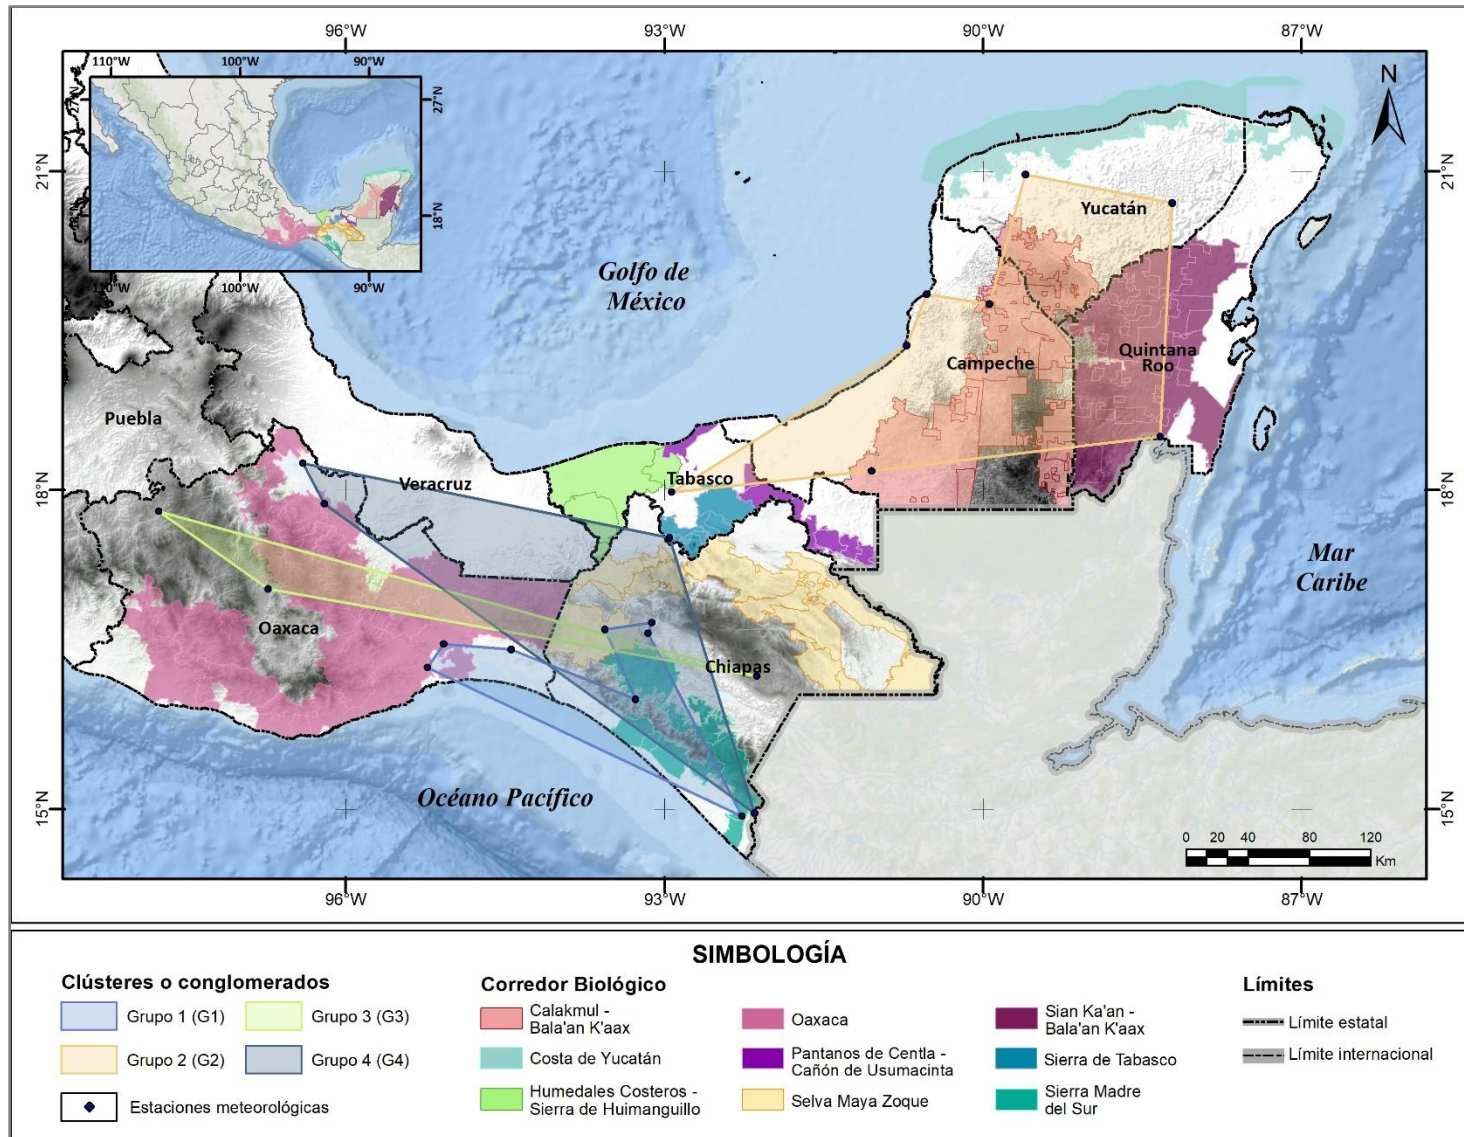 96°W
93°W
90°W
87°W
N
110°W
100°W
90°W
27°N
27°N
18°N
18°N
110°W
100°W
90°W
21°N
21°N
Golfo de
México
Yucatán
Campeche
Quintana
Roo
Puebla
Veracruz
Tabasco
18°N
18°N
Mar
Caribe
Oaxaca
Chiapas
Océano Pacífico
15°N
15°N
0 20 40 80 120
Km
96°W
93°W
90°W
87°W
SIMBOLOGÍA
Clústeres o conglomerados
Grupo 1 (G1)
Grupo 3 (G3)
Grupo 2 (G2)
Grupo 4 (G4)
Estaciones meteorológicas
Corredor Biológico
Calakmul -
Bala'an K'aax
Costa de Yucatán
Humedales Costeros -
Sierra de Huimanguillo
Oaxaca
Pantanos de Centla -
Cañón de Usumacinta
Selva Maya Zoque
Sian Ka'an -
Bala'an K'aax
Sierra de Tabasco
Sierra Madre
del Sur
Límites
Límite estatal
Límite internacional